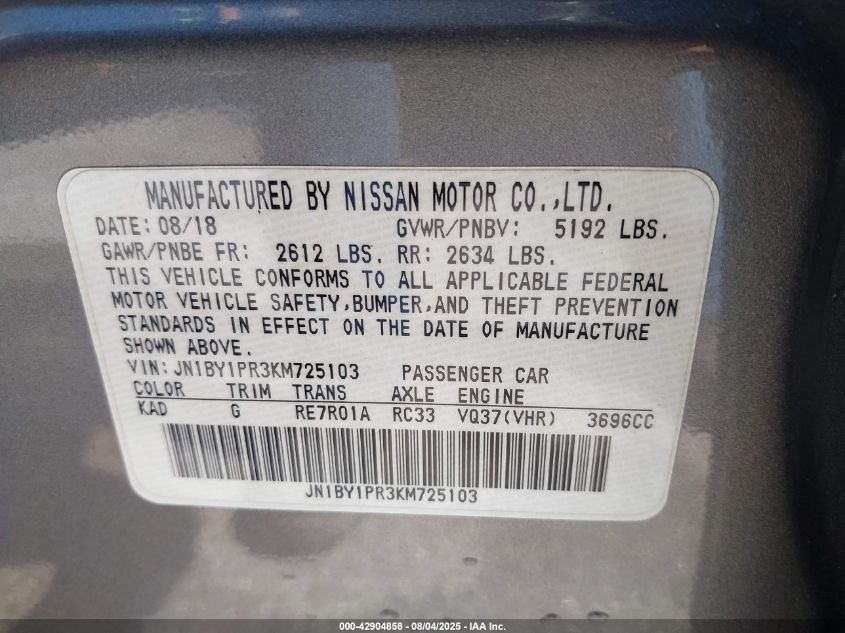 MANUFACTURED BY NISSAN MOTOR CO.,LTD.
DATE: 08/18 GVWR/PNBV: 5192 LBS.
GAWR/PNBE FR: 2612 LBS. RR: 2634 LBS.
THIS VEHICLE CONFORMS TO ALL APPLICABLE FEDERAL
MOTOR VEHICLE SAFETY,BUMPER,AND THEFT PREVENTION
STANDARDS IN EFFECT ON THE DATE OF MANUFACTURE
SHOWN ABOVE.
VIN: JN1BY1PR3KM725103 PASSENGER CAR
COLOR TRIM TRANS AXLE ENGINE
KAD G RE7R01A RC33 VQ37(VHR) 3696CC
JN1BY1PR3KM725103
000-42904858 - 08/04/2025 - IAA Inc.